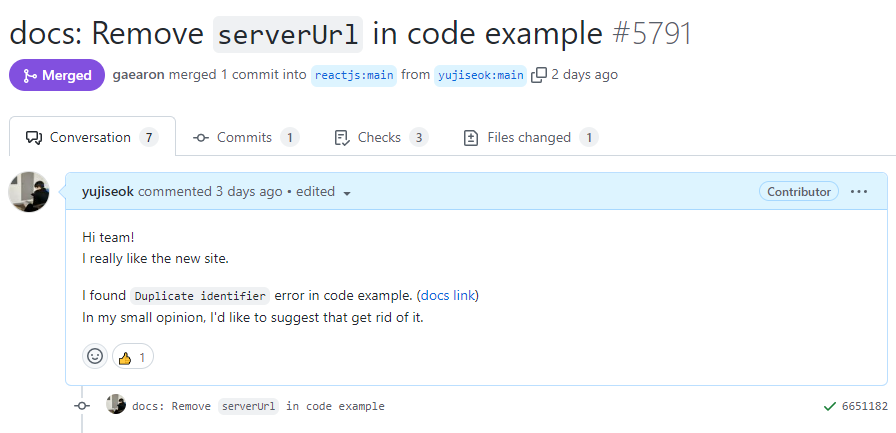 docs: Remove serverUrl in code example #5791
Merged gaearon merged 1 commit into reactjs:main from yujiseok:main 2 days ago
Conversation 7 Commits 1 Checks 3 Files changed 1
yujiseok commented 3 days ago • edited Contributor
Hi team!
I really like the new site.
I found Duplicate identifier error in code example. (docs link)
In my small opinion, I'd like to suggest that get rid of it.
1
docs: Remove serverUrl in code example 6651182